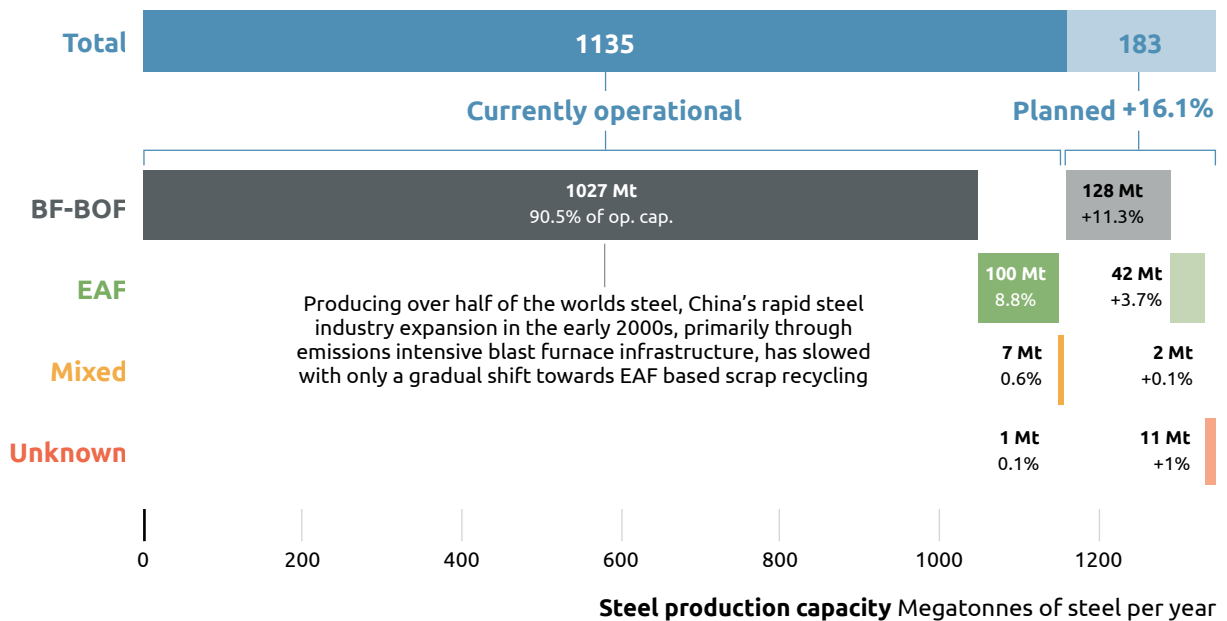 Total
1135
183
Currently operational
Planned +16.1%
BF-BOF
1027 Mt
90.5% of op. cap.
128 Mt
+11.3%
EAF
100 Mt
8.8%
42 Mt
+3.7%
Producing over half of the worlds steel, China’s rapid steel
industry expansion in the early 2000s, primarily through
emissions intensive blast furnace infrastructure, has slowed
with only a gradual shift towards EAF based scrap recycling
Mixed
7 Mt
0.6%
2 Mt
+0.1%
Unknown
1 Mt
0.1%
11 Mt
+1%
0
200
400
600
800
1000
1200
Steel production capacity Megatonnes of steel per year